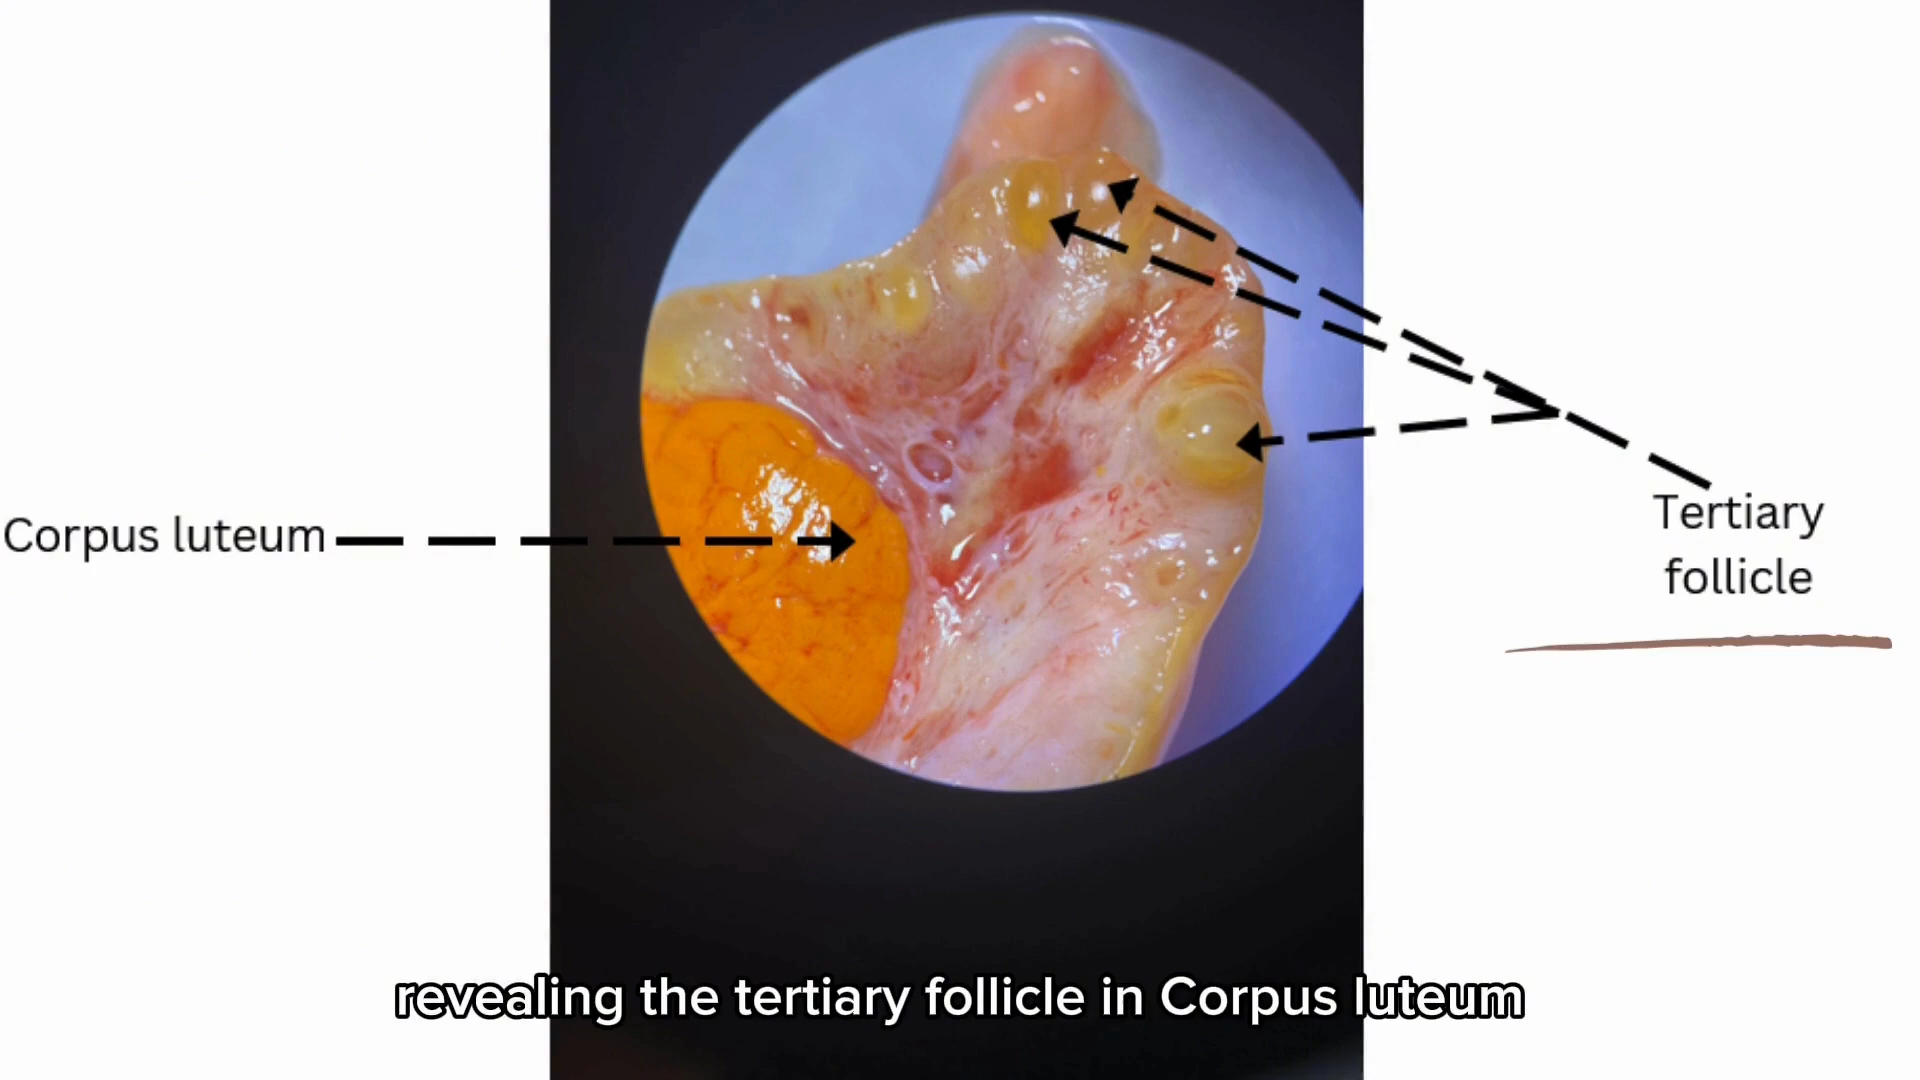 Corpus luteum
Tertiary
follicle
revealing the tertiary follicle in Corpus luteum